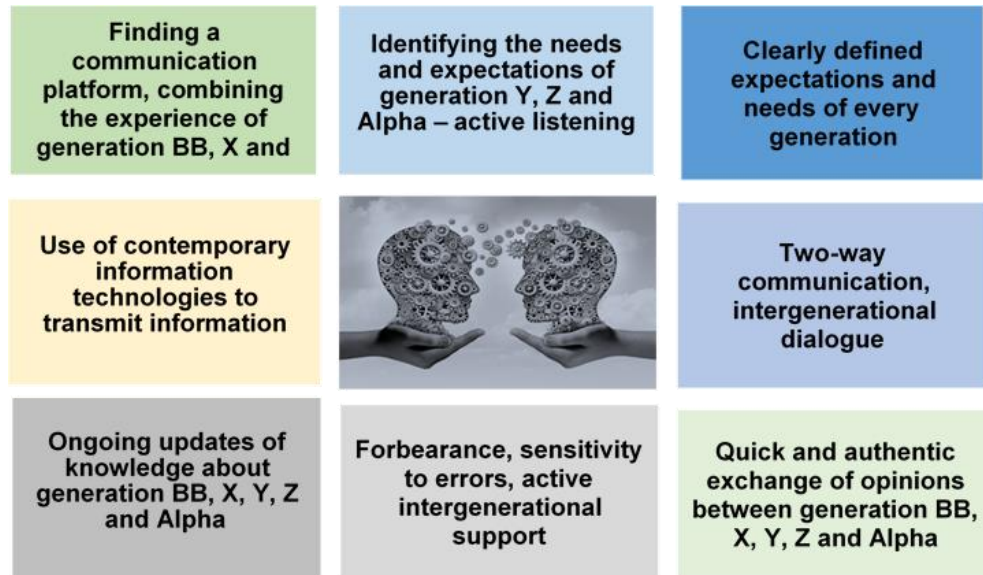 Finding a
communication
platform, combining
the experience of
generation BB, X and
Identifying the needs
and expectations of
generation Y, Z and
Alpha – active listening
Clearly defined
expectations and
needs of every
generation
Use of contemporary
information
technologies to
transmit information
Two-way
communication,
intergenerational
dialogue
Ongoing updates of
knowledge about
generation BB, X, Y, Z
and Alpha
Forbearance, sensitivity
to errors, active
intergenerational
support
Quick and authentic
exchange of opinions
between generation BB,
X, Y, Z and Alpha